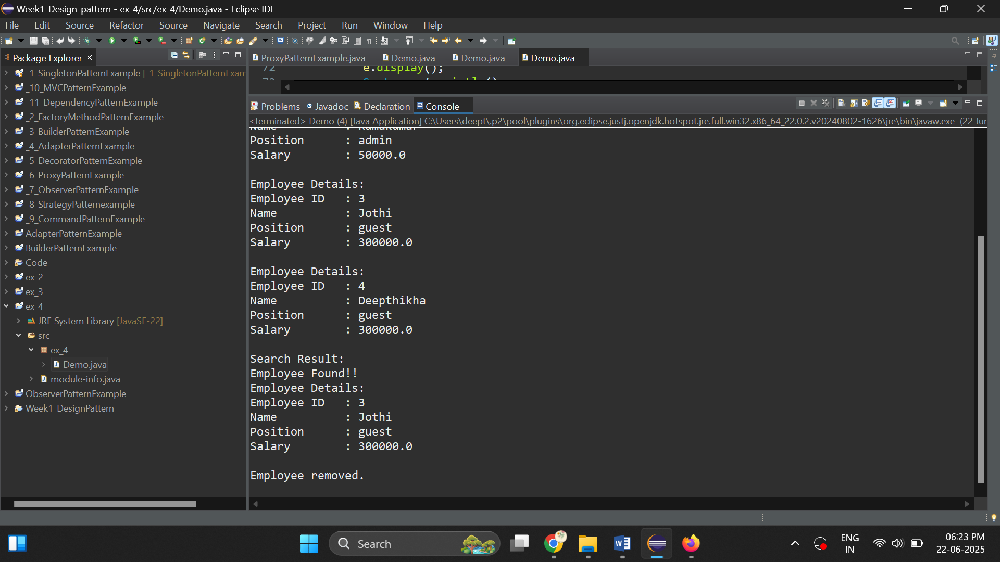 Week1_Design_pattern - ex_4/src/ex_4/Demo.java - Eclipse IDE
File Edit Source Refactor Source Navigate Search Project Run Window Help
Package Explorer
_1_SingletonPatternExample [_1_SingletonPatternExam
_10_MVCPatternExample
_11_DependencyPatternExample
_2_FactoryMethodPatternExample
_3_BuilderPatternExample
_4_AdapterPatternExample
_5_DecoratorPatternExample
_6_ProxyPatternExample
_7_ObserverPatternExample
_8_StrategyPatternexample
_9_CommandPatternExample
AdapterPatternExample
BuilderPatternExample
Code
ex_2
ex_3
ex_4
JRE System Library [JavaSE-22]
src
ex_4
Demo.java
module-info.java
ObserverPatternExample
Week1_DesignPattern
ProxyPatternExample.java Demo.java Demo.java Demo.java
72 e.display();
Problems Javadoc Declaration Console
<terminated> Demo (4) [Java Application] C:\Users\deept\.p2\pool\plugins\org.eclipse.justj.openjdk.hotspot.jre.full.win32.x86_64_22.0.2.v20240802-1626\jre\bin\javaw.exe (22 Jun
Position : admin
Salary : 50000.0
Employee Details:
Employee ID : 3
Name : Jothi
Position : guest
Salary : 300000.0
Employee Details:
Employee ID : 4
Name : Deepthikha
Position : guest
Salary : 300000.0
Search Result:
Employee Found!!
Employee Details:
Employee ID : 3
Name : Jothi
Position : guest
Salary : 300000.0
Employee removed.
Search
ENG
IN
06:23 PM
22-06-2025